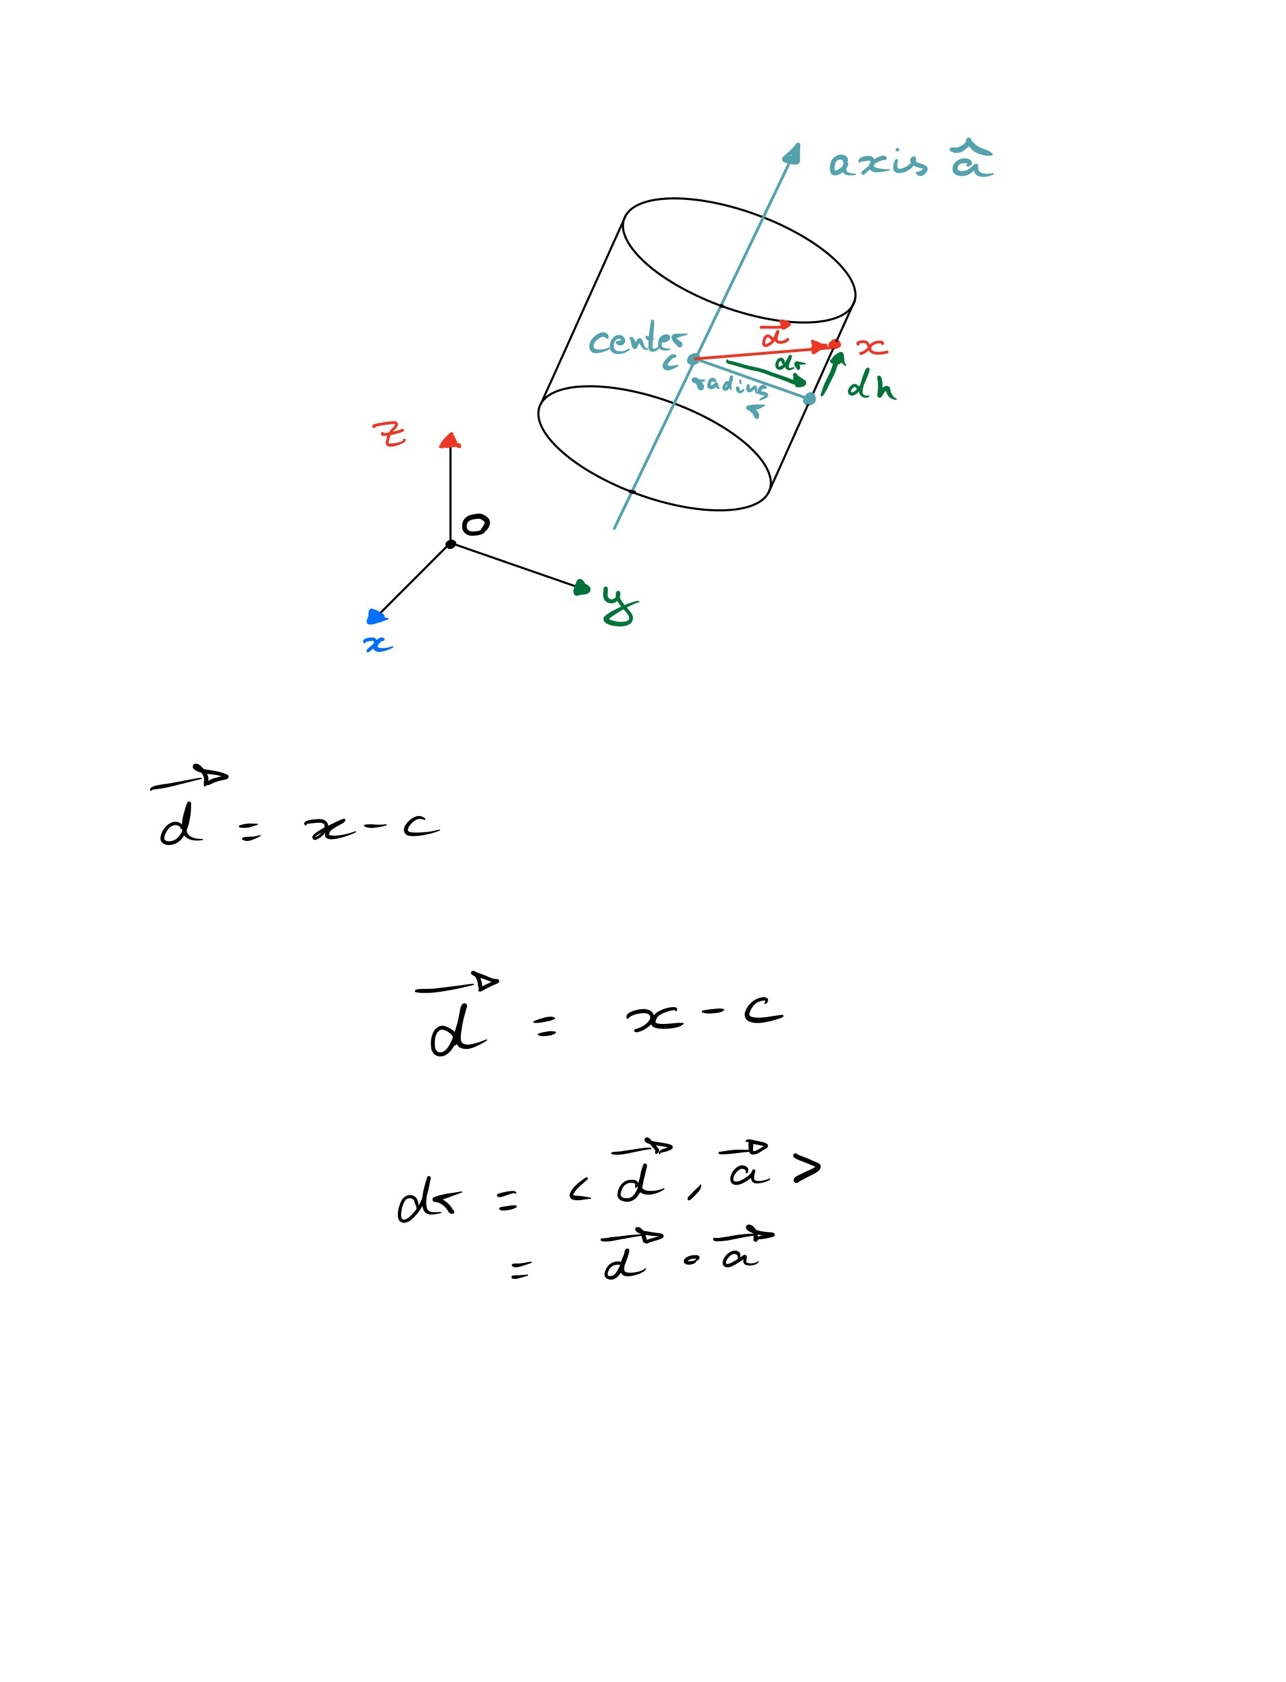 axis â
center
c
d⃗
x
dr
radius
r
dh
z
O
y
x
d⃗ = x - c
d⃗ = x - c
dr = < d⃗ , a⃗ >
= d⃗ · a⃗